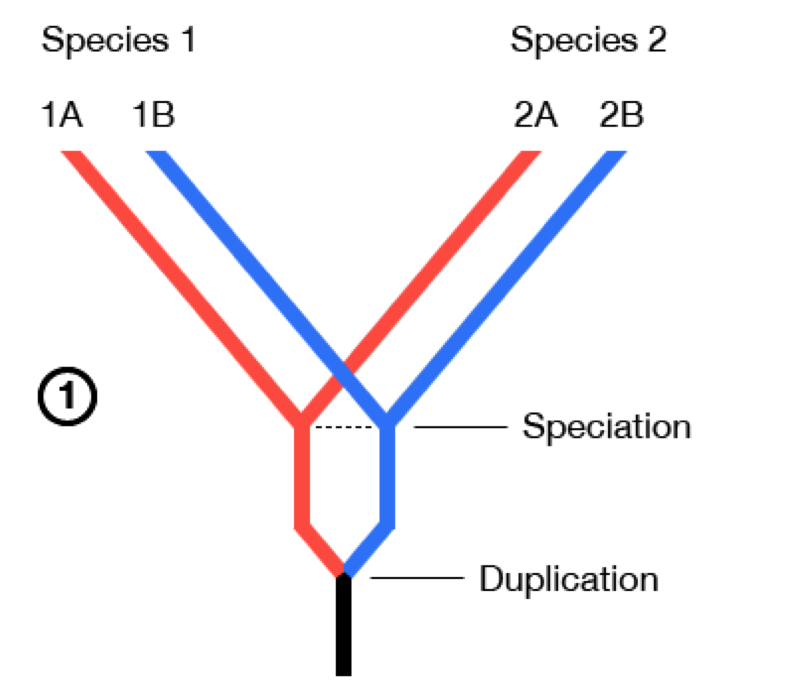 Species 1 Species 2
1A 1B 2A 2B
1
Speciation
Duplication